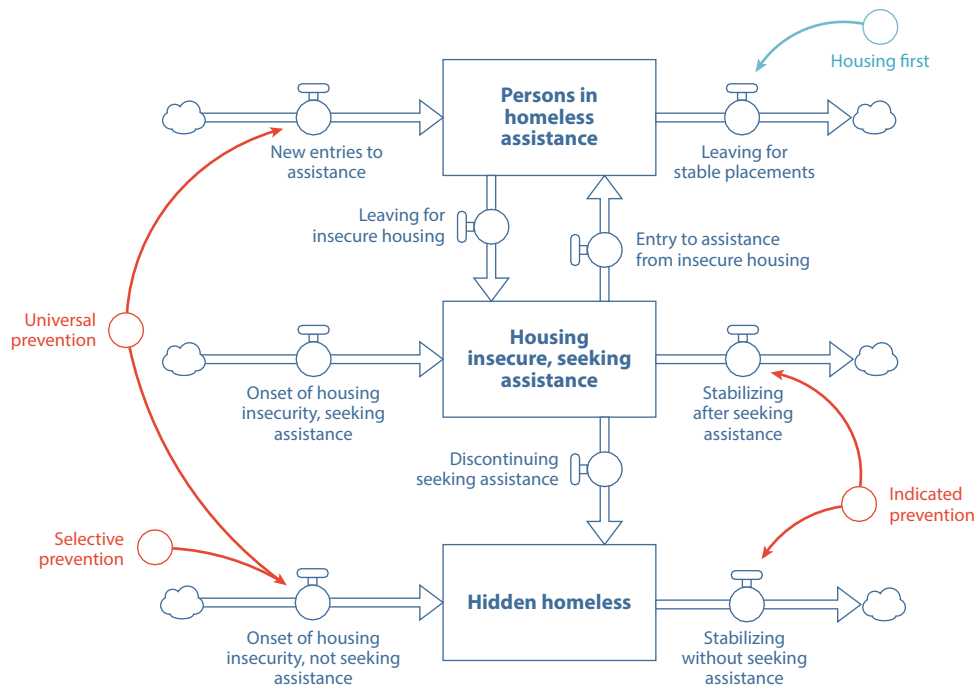 Housing first
Persons in
homeless
assistance
New entries to
assistance
Leaving for
stable placements
Leaving for
insecure housing
Entry to assistance
from insecure housing
Universal
prevention
Housing
insecure, seeking
assistance
Onset of housing
insecurity, seeking
assistance
Stabilizing
after seeking
assistance
Discontinuing
seeking assistance
Indicated
prevention
Selective
prevention
Hidden homeless
Onset of housing
insecurity, not seeking
assistance
Stabilizing
without seeking
assistance